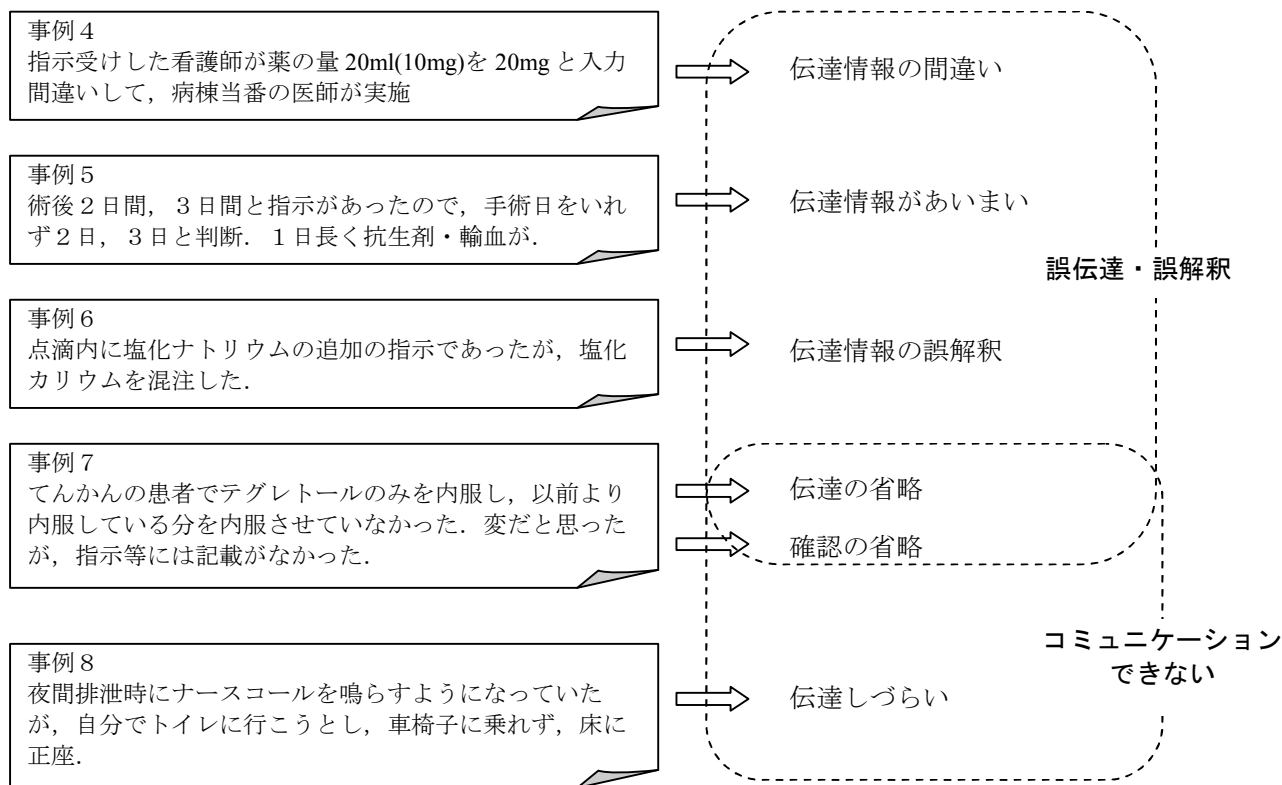 事例４
指示受けした看護師が薬の量 20ml(10mg)を 20mg と入力
間違いして，病棟当番の医師が実施
伝達情報の間違い
事例５
術後２日間，３日間と指示があったので，手術日をいれ
ず２日，３日と判断．１日長く抗生剤・輸血が．
伝達情報があいまい
誤伝達・誤解釈
事例６
点滴内に塩化ナトリウムの追加の指示であったが，塩化
カリウムを混注した．
伝達情報の誤解釈
事例７
てんかんの患者でテグレトールのみを内服し，以前より
内服している分を内服させていなかった．変だと思った
が，指示等には記載がなかった．
伝達の省略
確認の省略
コミュニケーション
できない
事例８
夜間排泄時にナースコールを鳴らすようになっていた
が，自分でトイレに行こうとし，車椅子に乗れず，床に
正座．
伝達しづらい